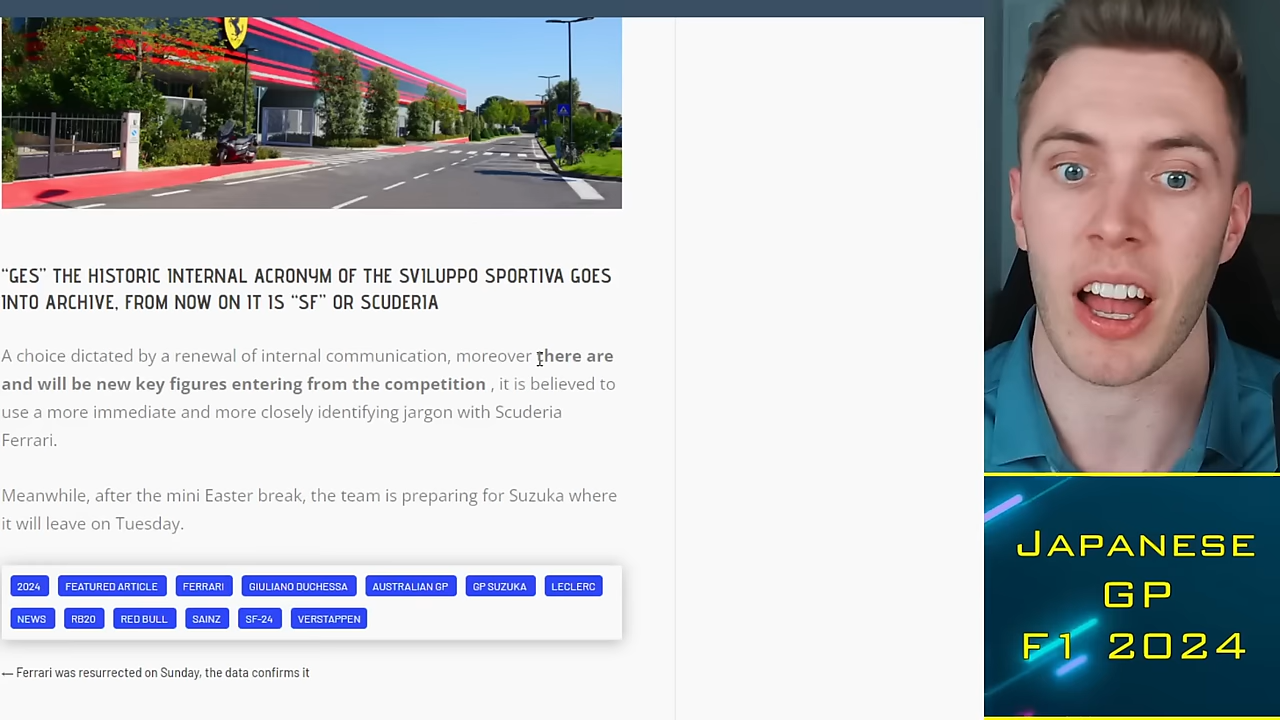 “GES” THE HISTORIC INTERNAL ACRONYM OF THE SVILUPPO SPORTIVA GOES
INTO ARCHIVE, FROM NOW ON IT IS “SF” OR SCUDERIA
A choice dictated by a renewal of internal communication, moreover there are
and will be new key figures entering from the competition , it is believed to
use a more immediate and more closely identifying jargon with Scuderia
Ferrari.
Meanwhile, after the mini Easter break, the team is preparing for Suzuka where
it will leave on Tuesday.
2024 FEATURED ARTICLE FERRARI GIULIANO DUCHESSA AUSTRALIAN GP GP SUZUKA LECLERC
NEWS RB20 RED BULL SAINZ SF-24 VERSTAPPEN
← Ferrari was resurrected on Sunday, the data confirms it
JAPANESE
GP
F1 2024